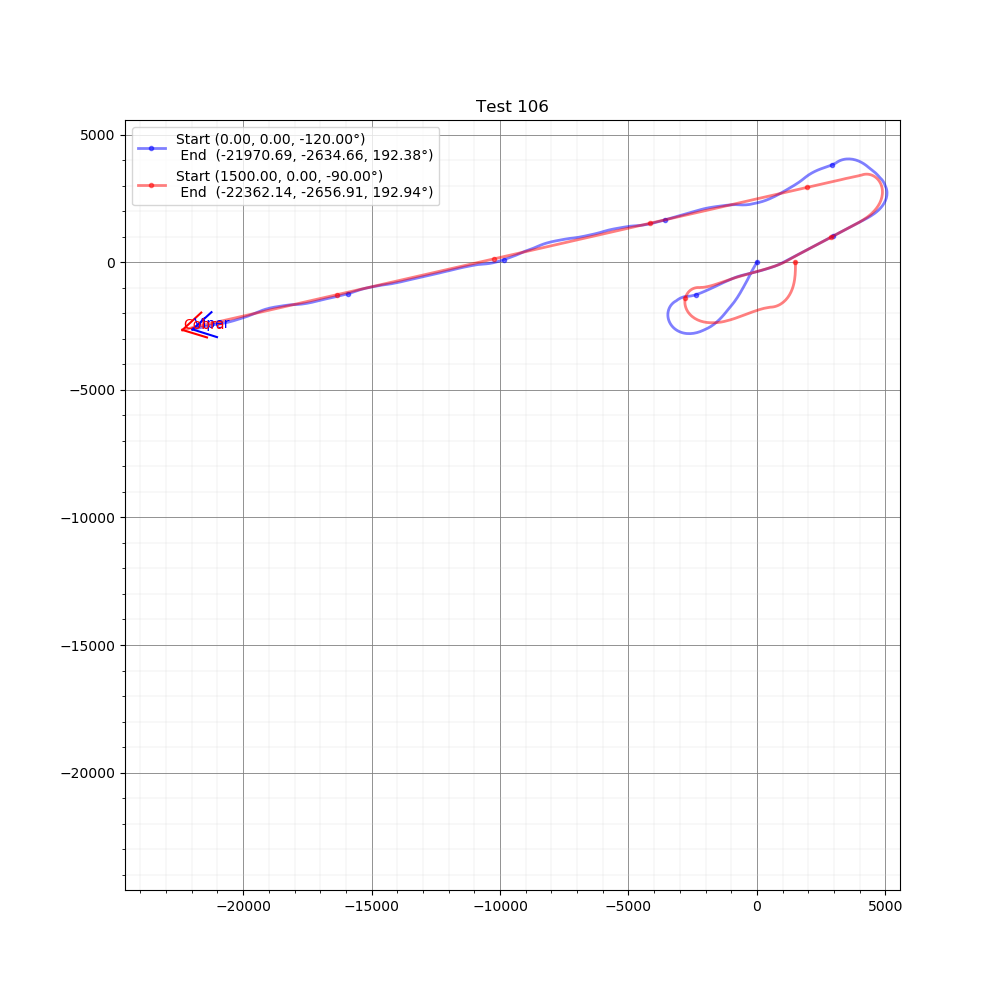 Test 106
Start (0.00, 0.00, -120.00°)
End (-21970.69, -2634.66, 192.38°)
Start (1500.00, 0.00, -90.00°)
End (-22362.14, -2656.91, 192.94°)
5000
0
−5000
−10000
−15000
−20000
−20000 −15000 −10000 −5000 0 5000